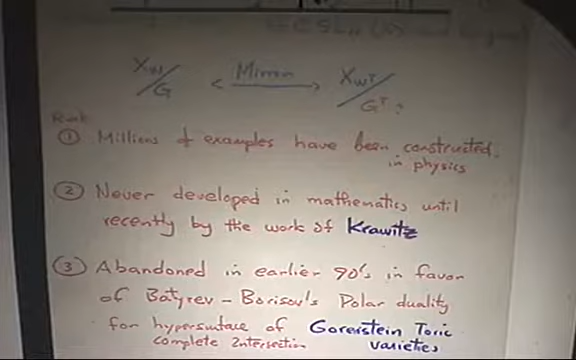 X_W/G <—Mirror—> X_{W^T}/G^T :
Rmk
① Millions of examples have been constructed.
in physics
② Never developed in mathematics until
recently by the work of Krawitz
③ Abandoned in earlier 90's in favor
of Batyrev - Borisov's Polar duality
for hypersurface of Gorenstein Toric
complete Intersection varieties